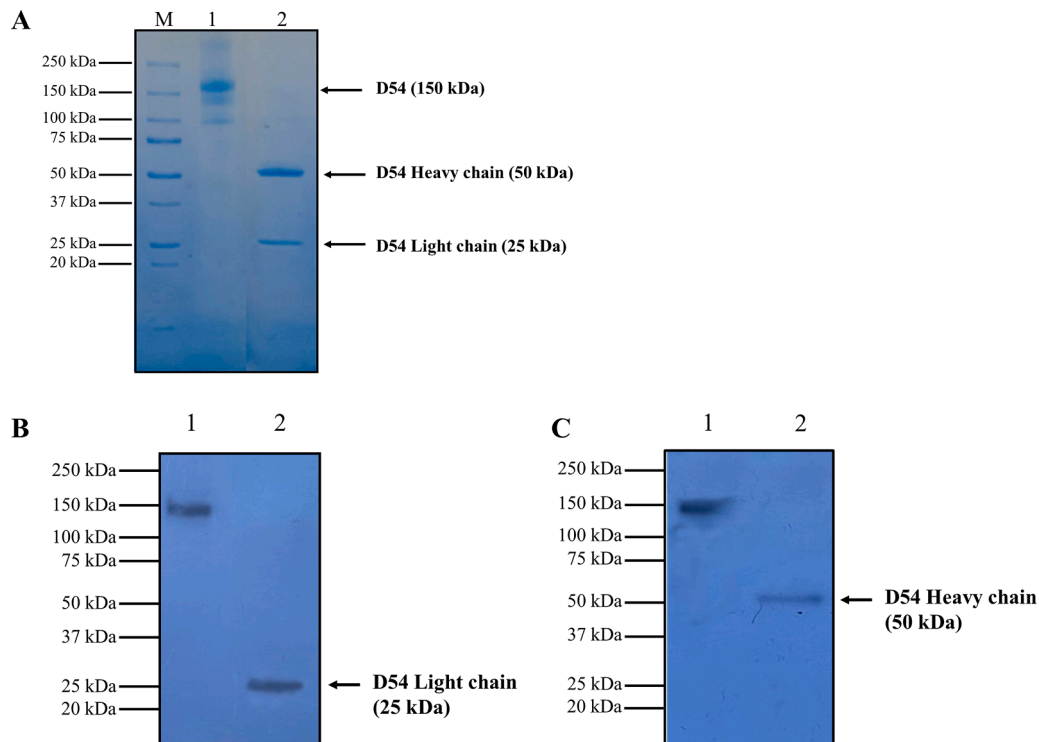 A
M 1 2
250 kDa
150 kDa
100 kDa
75 kDa
50 kDa
37 kDa
25 kDa
20 kDa
D54 (150 kDa)
D54 Heavy chain (50 kDa)
D54 Light chain (25 kDa)
B
1 2
250 kDa
150 kDa
100 kDa
75 kDa
50 kDa
37 kDa
25 kDa
20 kDa
D54 Light chain
(25 kDa)
C
1 2
250 kDa
150 kDa
100 kDa
75 kDa
50 kDa
37 kDa
25 kDa
20 kDa
D54 Heavy chain
(50 kDa)